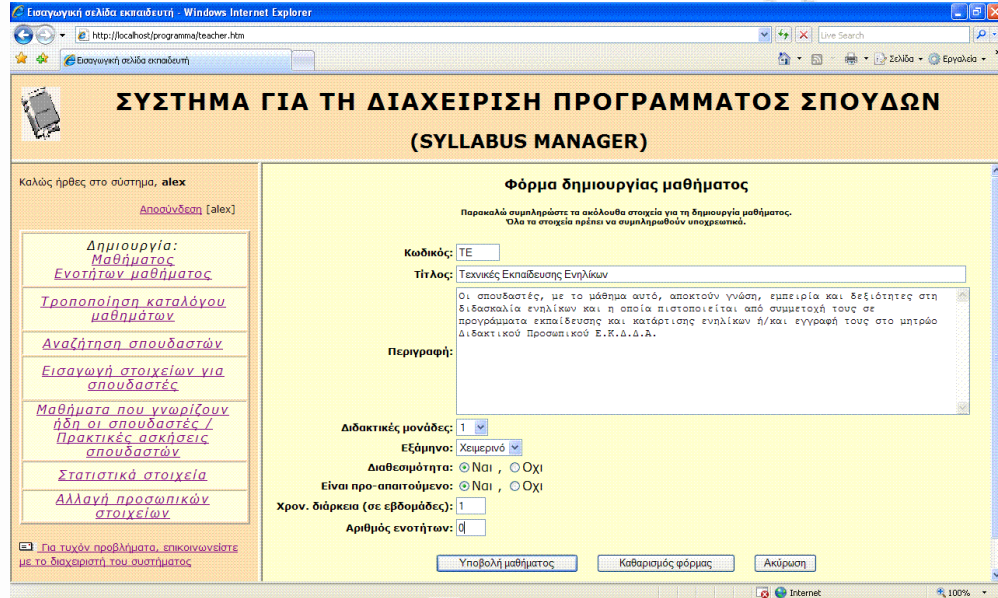 Εισαγωγική σελίδα εκπαιδευτή - Windows Internet Explorer
http://localhost/programma/teacher.htm
Live Search
Εισαγωγική σελίδα εκπαιδευτή
Σελίδα
Εργαλεία
ΣΥΣΤΗΜΑ ΓΙΑ ΤΗ ΔΙΑΧΕΙΡΙΣΗ ΠΡΟΓΡΑΜΜΑΤΟΣ ΣΠΟΥΔΩΝ
(SYLLABUS MANAGER)
Καλώς ήρθες στο σύστημα, alex
Αποσύνδεση [alex]
Δημιουργία:
Μαθήματος
Ενοτήτων μαθήματος
Τροποποίηση καταλόγου
μαθημάτων
Αναζήτηση σπουδαστών
Εισαγωγή στοιχείων για
σπουδαστές
Μαθήματα που γνωρίζουν
ήδη οι σπουδαστές /
Πρακτικές ασκήσεις
σπουδαστών
Στατιστικά στοιχεία
Αλλαγή προσωπικών
στοιχείων
Για τυχόν προβλήματα, επικοινωνείστε
με το διαχειριστή του συστήματος
Φόρμα δημιουργίας μαθήματος
Παρακαλώ συμπληρώστε τα ακόλουθα στοιχεία για τη δημιουργία μαθήματος.
Όλα τα στοιχεία πρέπει να συμπληρωθούν υποχρεωτικά.
Κωδικός: ΤΕ
Τίτλος: Τεχνικές Εκπαίδευσης Ενηλίκων
Περιγραφή:
Οι σπουδαστές, με το μάθημα αυτό, αποκτούν γνώση, εμπειρία και δεξιότητες στη
διδασκαλία ενηλίκων και η οποία πιστοποιείται από συμμετοχή τους σε
προγράμματα εκπαίδευσης και κατάρτισης ενηλίκων ή/και εγγραφή τους στο μητρώο
Διδακτικού Προσωπικού Ε.Κ.Δ.Δ.Α.
Διδακτικές μονάδες: 1
Εξάμηνο: Χειμερινό
Διαθεσιμότητα: Ναι , Οχι
Είναι προ-απαιτούμενο: Ναι , Οχι
Χρον. διάρκεια (σε εβδομάδες): 1
Αριθμός ενοτήτων: 0
Υποβολή μαθήματος Καθαρισμός φόρμας Ακύρωση
Internet 100%